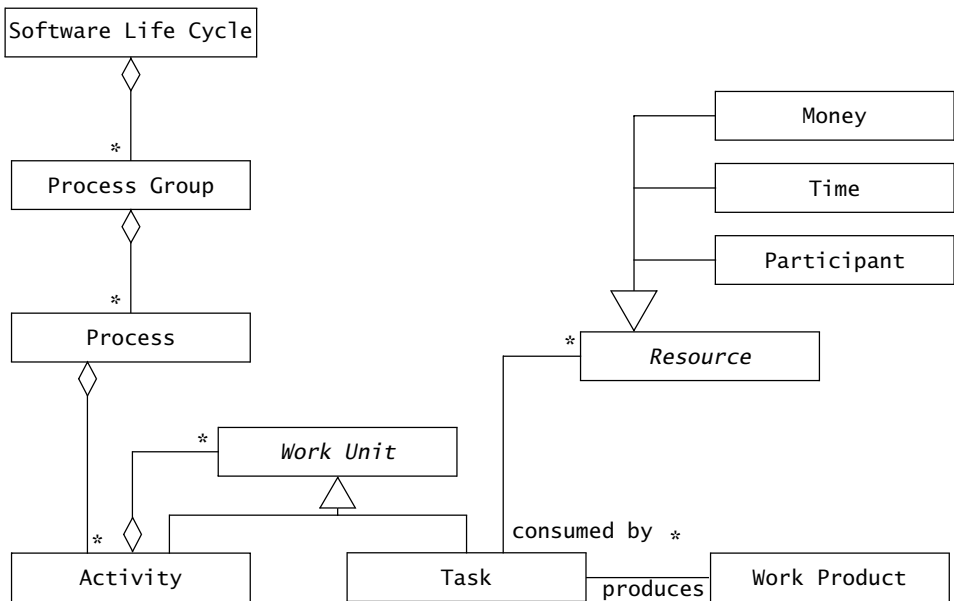 Software Life Cycle
*
Process Group
*
Process
*
Activity
*
Work Unit
Money
Time
Participant
*
Resource
consumed by *
Task
produces
Work Product